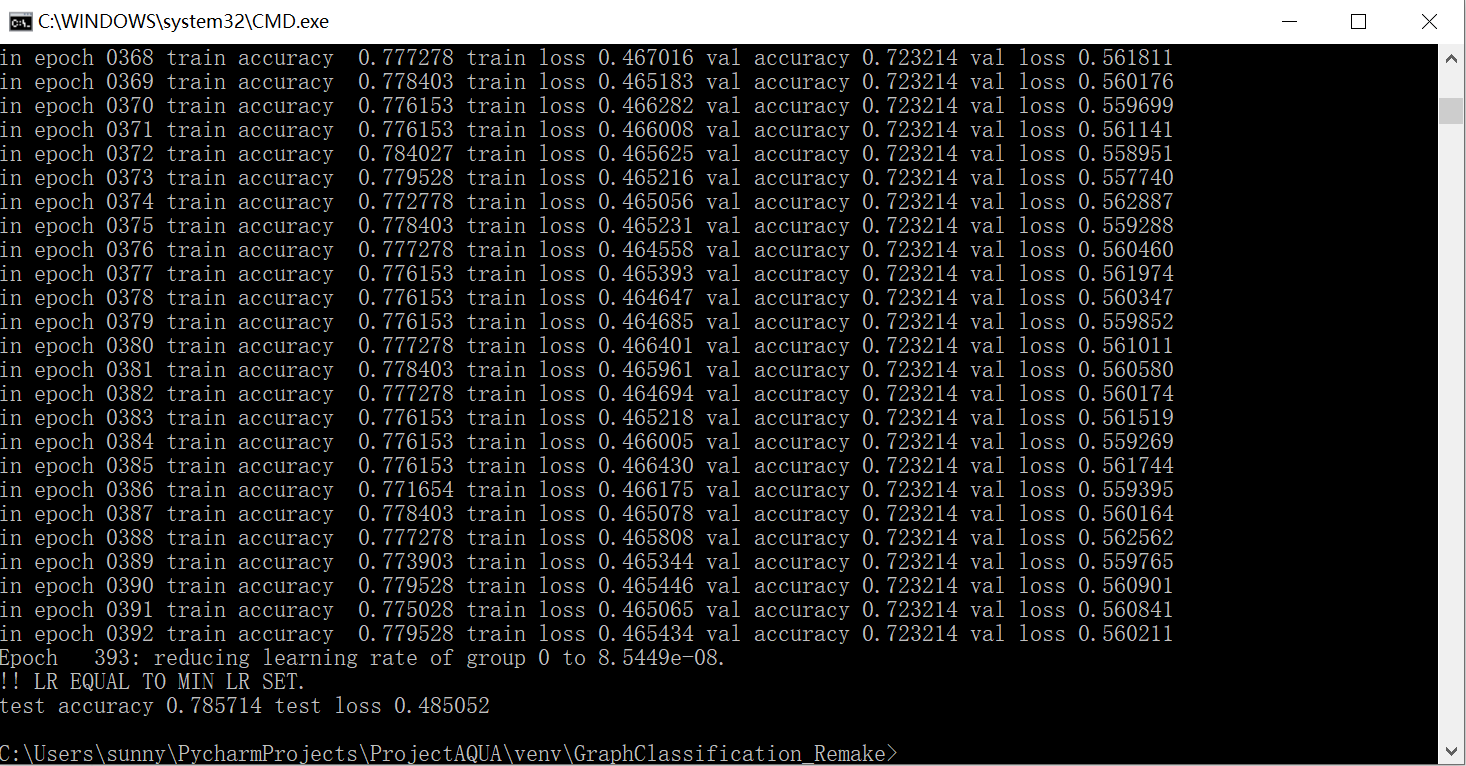 C:\WINDOWS\system32\CMD.exe
in epoch 0368 train accuracy  0.777278 train loss 0.467016 val accuracy 0.723214 val loss 0.561811
in epoch 0369 train accuracy  0.778403 train loss 0.465183 val accuracy 0.723214 val loss 0.560176
in epoch 0370 train accuracy  0.776153 train loss 0.466282 val accuracy 0.723214 val loss 0.559699
in epoch 0371 train accuracy  0.776153 train loss 0.466008 val accuracy 0.723214 val loss 0.561141
in epoch 0372 train accuracy  0.784027 train loss 0.465625 val accuracy 0.723214 val loss 0.558951
in epoch 0373 train accuracy  0.779528 train loss 0.465216 val accuracy 0.723214 val loss 0.557740
in epoch 0374 train accuracy  0.772778 train loss 0.465056 val accuracy 0.723214 val loss 0.562887
in epoch 0375 train accuracy  0.778403 train loss 0.465231 val accuracy 0.723214 val loss 0.559288
in epoch 0376 train accuracy  0.777278 train loss 0.464558 val accuracy 0.723214 val loss 0.560460
in epoch 0377 train accuracy  0.776153 train loss 0.465393 val accuracy 0.723214 val loss 0.561974
in epoch 0378 train accuracy  0.776153 train loss 0.464647 val accuracy 0.723214 val loss 0.560347
in epoch 0379 train accuracy  0.776153 train loss 0.464685 val accuracy 0.723214 val loss 0.559852
in epoch 0380 train accuracy  0.777278 train loss 0.466401 val accuracy 0.723214 val loss 0.561011
in epoch 0381 train accuracy  0.778403 train loss 0.465961 val accuracy 0.723214 val loss 0.560580
in epoch 0382 train accuracy  0.777278 train loss 0.464694 val accuracy 0.723214 val loss 0.560174
in epoch 0383 train accuracy  0.776153 train loss 0.465218 val accuracy 0.723214 val loss 0.561519
in epoch 0384 train accuracy  0.776153 train loss 0.466005 val accuracy 0.723214 val loss 0.559269
in epoch 0385 train accuracy  0.776153 train loss 0.466430 val accuracy 0.723214 val loss 0.561744
in epoch 0386 train accuracy  0.771654 train loss 0.466175 val accuracy 0.723214 val loss 0.559395
in epoch 0387 train accuracy  0.778403 train loss 0.465078 val accuracy 0.723214 val loss 0.560164
in epoch 0388 train accuracy  0.777278 train loss 0.465808 val accuracy 0.723214 val loss 0.562562
in epoch 0389 train accuracy  0.773903 train loss 0.465344 val accuracy 0.723214 val loss 0.559765
in epoch 0390 train accuracy  0.779528 train loss 0.465446 val accuracy 0.723214 val loss 0.560901
in epoch 0391 train accuracy  0.775028 train loss 0.465065 val accuracy 0.723214 val loss 0.560841
in epoch 0392 train accuracy  0.779528 train loss 0.465434 val accuracy 0.723214 val loss 0.560211
Epoch   393: reducing learning rate of group 0 to 8.5449e-08.
!! LR EQUAL TO MIN LR SET.
test accuracy 0.785714 test loss 0.485052
C:\Users\sunny\PycharmProjects\ProjectAQUA\venv\GraphClassification_Remake>